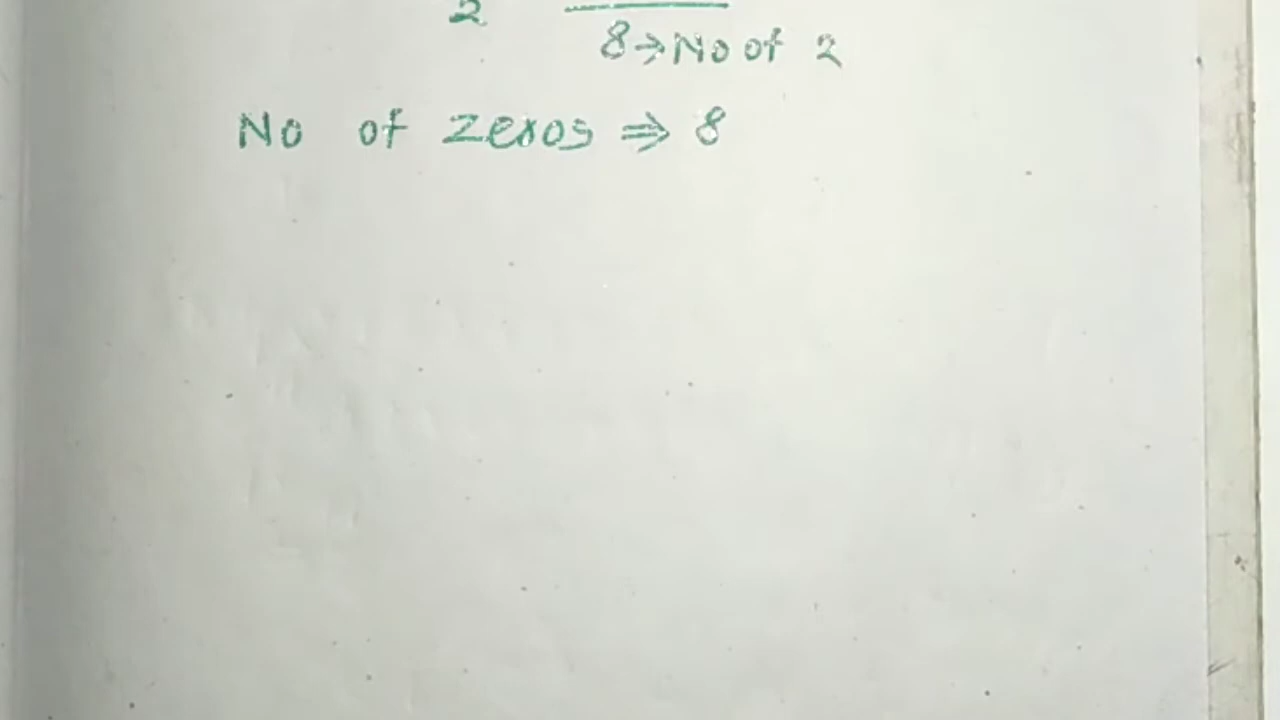 2
8→No of 2
No of zeros ⇒ 8